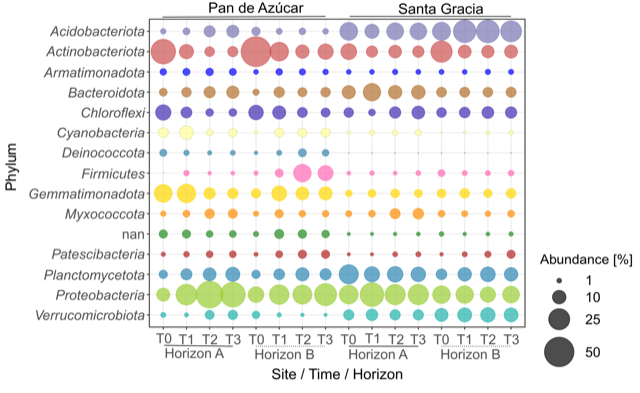 Pan de Azúcar Santa Gracia
Acidobacteriota
Actinobacteriota
Armatimonadota
Bacteroidota
Chloroflexi
Cyanobacteria
Deinococcota
Firmicutes
Gemmatimonadota
Myxococcota
nan
Patescibacteria
Planctomycetota
Proteobacteria
Verrucomicrobiota
Phylum
T0 T1 T2 T3 T0 T1 T2 T3 T0 T1 T2 T3 T0 T1 T2 T3
Horizon A Horizon B Horizon A Horizon B
Site / Time / Horizon
Abundance [%]
1
10
25
50